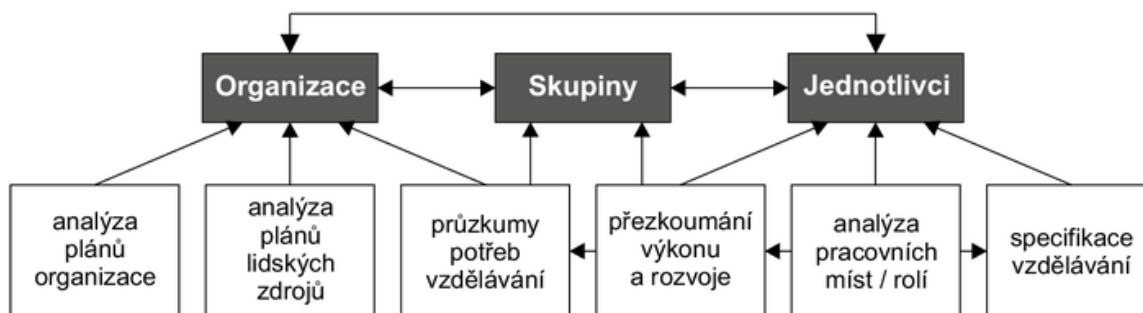 Organizace
Skupiny
Jednotlivci
analýza
plánů
organizace
analýza
plánů
lidských
zdrojů
průzkumy
potřeb
vzdělávání
přezkoumání
výkonu
a rozvoje
analýza
pracovních
míst / rolí
specifikace
vzdělávání